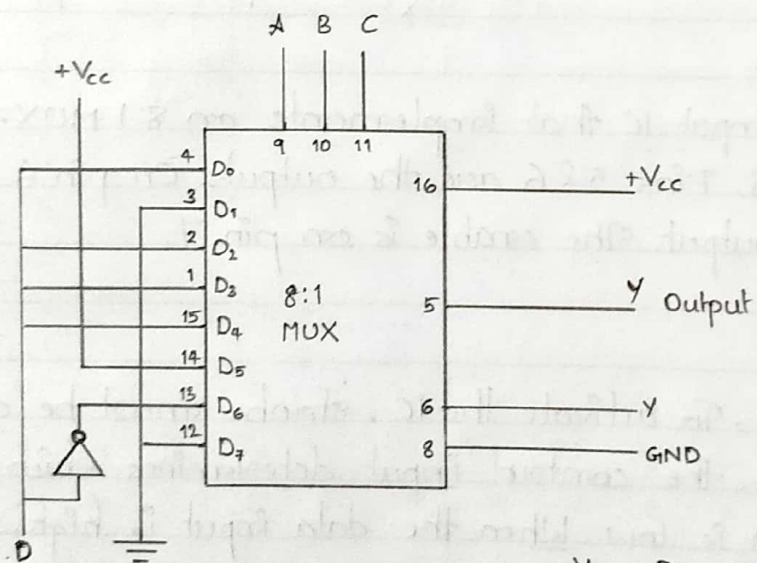 A B C
+Vcc
9 10 11
4 D0
3 D1
2 D2
1 D3
15 D4
14 D5
13 D6
12 D7
8:1
MUX
16 +Vcc
5 Y Output
6 Y
8 GND
D